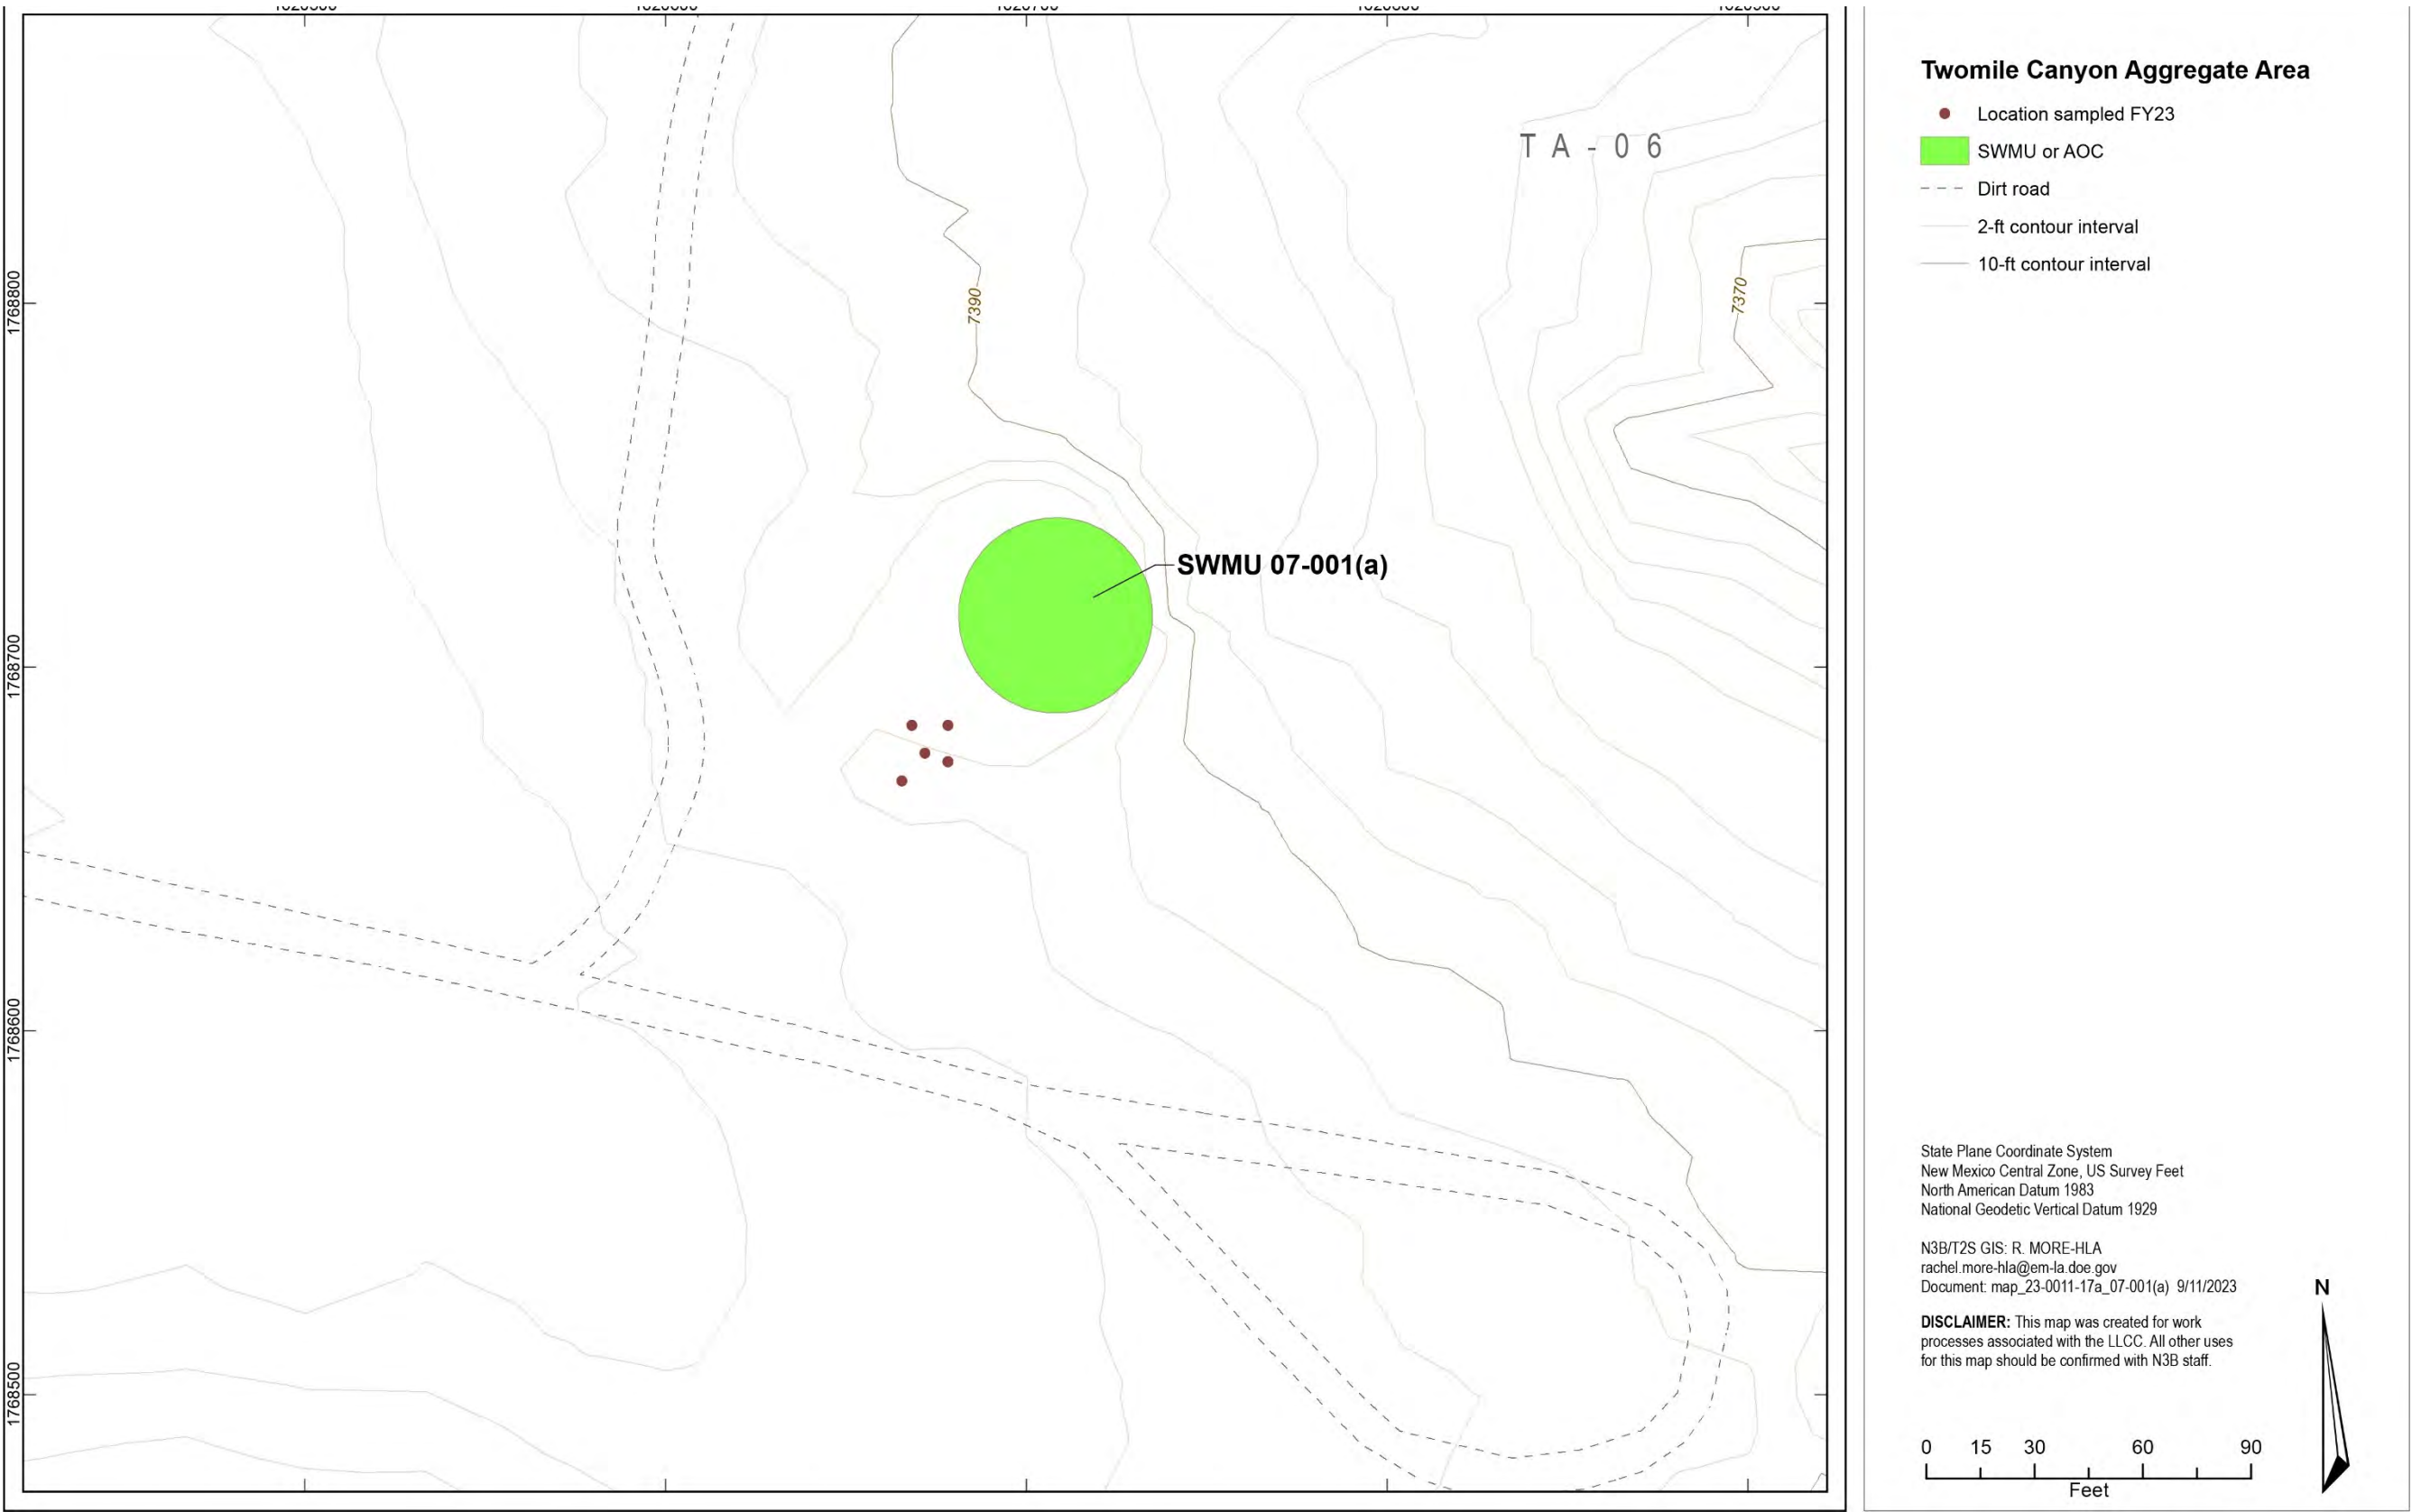 Twomile Canyon Aggregate Area
Location sampled FY23
SWMU or AOC
Dirt road
2-ft contour interval
10-ft contour interval
TA-06
1768800
7390
7370
SWMU 07-001(a)
1768700
1768600
1768500
State Plane Coordinate System
New Mexico Central Zone, US Survey Feet
North American Datum 1983
National Geodetic Vertical Datum 1929
N3B/T2S GIS: R. MORE-HLA
rachel.more-hla@em-la.doe.gov
Document: map_23-0011-17a_07-001(a) 9/11/2023
DISCLAIMER: This map was created for work
processes associated with the LLCC. All other uses
for this map should be confirmed with N3B staff.
N
0 15 30 60 90
Feet